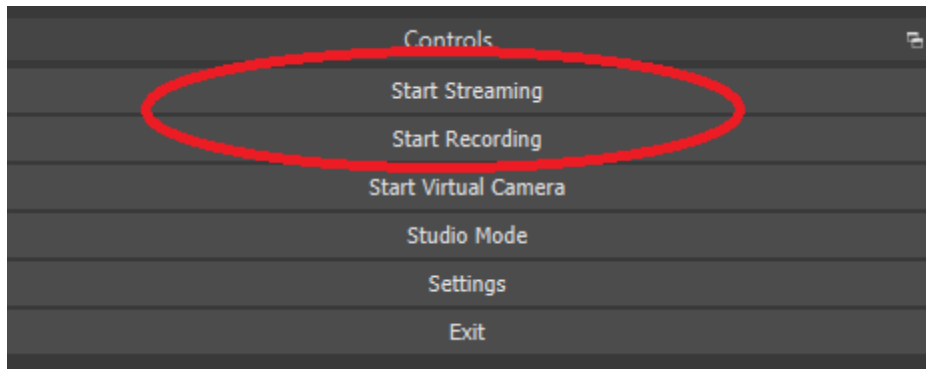 Controls
Start Streaming
Start Recording
Start Virtual Camera
Studio Mode
Settings
Exit